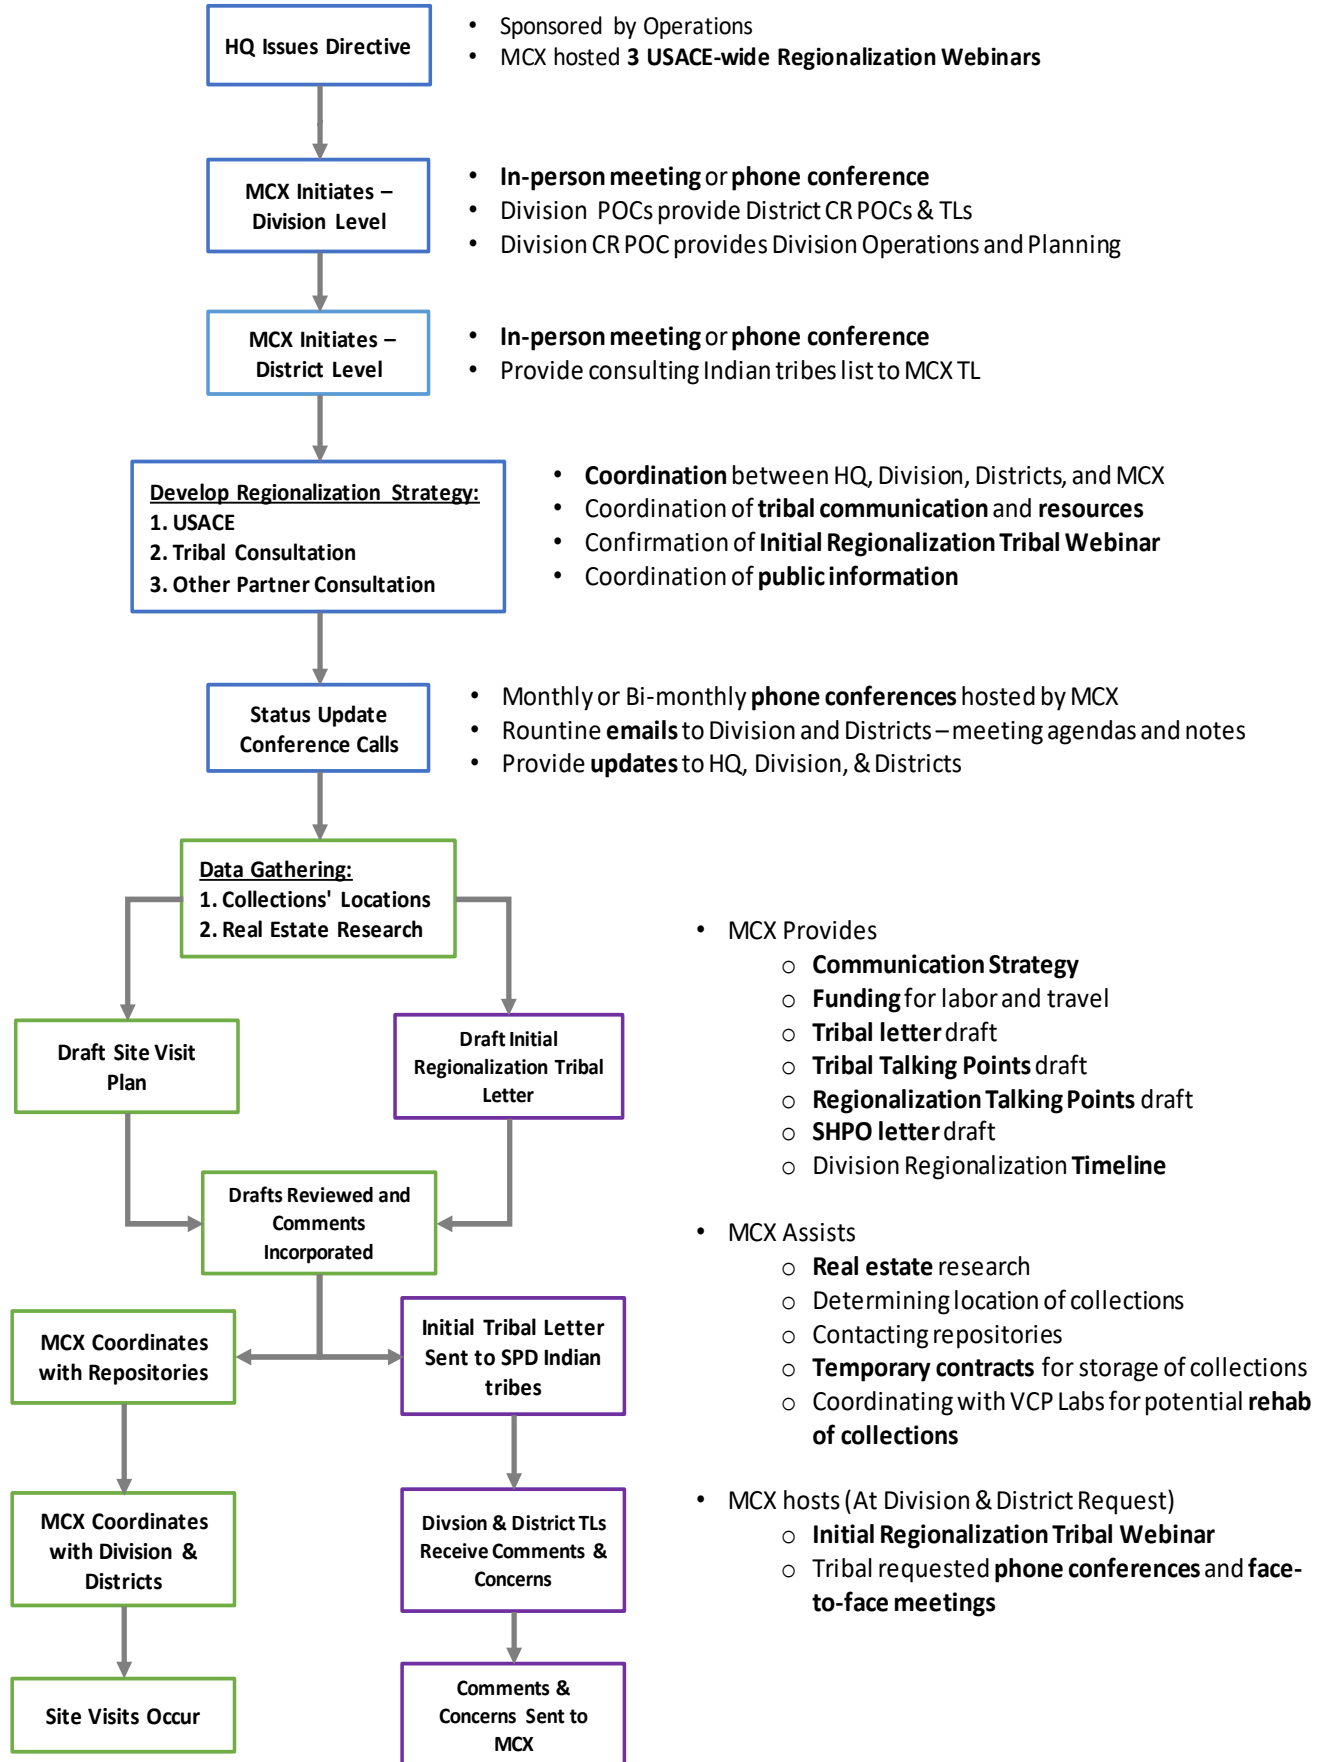 HQ Issues Directive
• Sponsored by Operations
• MCX hosted 3 USACE-wide Regionalization Webinars
MCX Initiates –
Division Level
• In-person meeting or phone conference
• Division POCs provide District CR POCs & TLs
• Division CR POC provides Division Operations and Planning
MCX Initiates –
District Level
• In-person meeting or phone conference
• Provide consulting Indian tribes list to MCX TL
Develop Regionalization Strategy:
1. USACE
2. Tribal Consultation
3. Other Partner Consultation
• Coordination between HQ, Division, Districts, and MCX
• Coordination of tribal communication and resources
• Confirmation of Initial Regionalization Tribal Webinar
• Coordination of public information
Status Update
Conference Calls
• Monthly or Bi-monthly phone conferences hosted by MCX
• Rountine emails to Division and Districts – meeting agendas and notes
• Provide updates to HQ, Division, & Districts
Data Gathering:
1. Collections' Locations
2. Real Estate Research
Draft Site Visit
Plan
Draft Initial
Regionalization Tribal
Letter
Drafts Reviewed and
Comments
Incorporated
MCX Coordinates
with Repositories
Initial Tribal Letter
Sent to SPD Indian
tribes
MCX Coordinates
with Division &
Districts
Divsion & District TLs
Receive Comments &
Concerns
Site Visits Occur
Comments &
Concerns Sent to
MCX
• MCX Provides
o Communication Strategy
o Funding for labor and travel
o Tribal letter draft
o Tribal Talking Points draft
o Regionalization Talking Points draft
o SHPO letter draft
o Division Regionalization Timeline
• MCX Assists
o Real estate research
o Determining location of collections
o Contacting repositories
o Temporary contracts for storage of collections
o Coordinating with VCP Labs for potential rehab
of collections
• MCX hosts (At Division & District Request)
o Initial Regionalization Tribal Webinar
o Tribal requested phone conferences and face-
to-face meetings